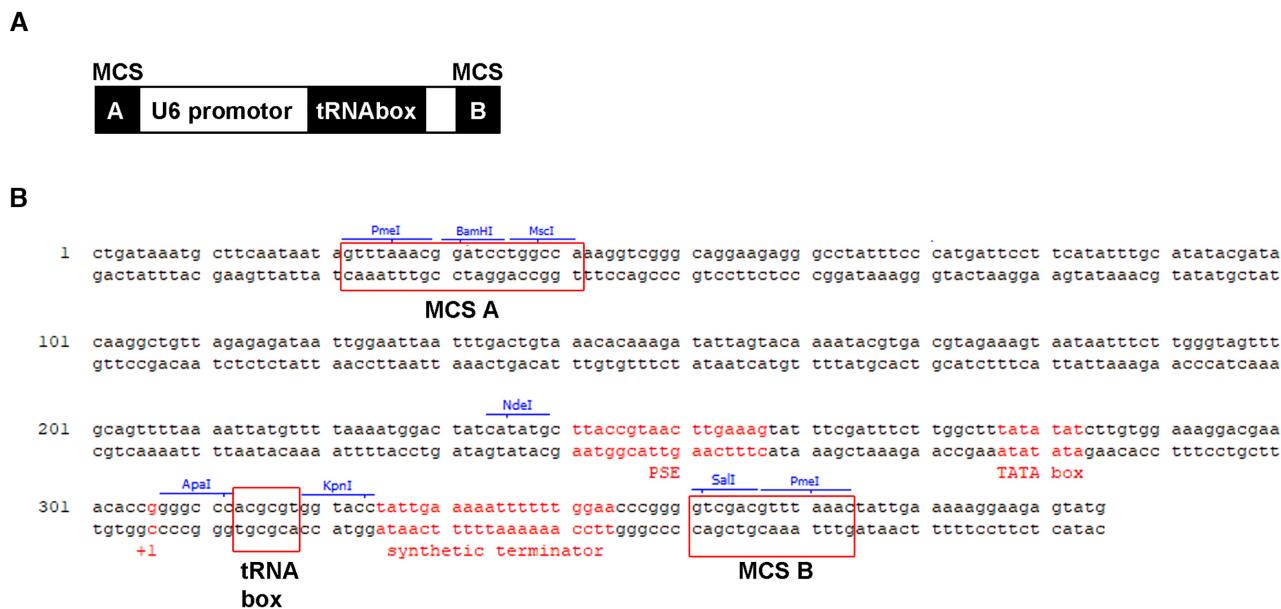 A
MCS MCS
A U6 promotor tRNAbox B
B
PmeI BamHI MscI
1 ctgataaatg cttcaataat agtttaaacg gatcctggcc aaaggtcggg caggaagagg gcctatttcc catgattcct tcatatttgc atatacgata
gactatttac gaagttatta tcaaatttgc ctaggaccgg tttccagccc gtccttctcc cggataaagg gtactaagga agtataaacg tatatgctat
MCS A
101 caaggctgtt agagagataa ttggaattaa tttgactgta aacacaaaga tattagtaca aaatacgtga cgtagaaagt aataatttct tgggtagttt
gttccgacaa tctctctatt aaccttaatt aaactgacat ttgtgtttct ataatcatgt tttatgcact gcatctttca ttattaaaga acccatcaaa
NdeI
201 gcagttttaa aattatgttt taaaatggac tatcatatgc ttaccgtaac ttgaaagtat ttcgatttct tggctttata tatcttgtgg aaaggacgaa
cgtcaaaatt ttaatacaaa attttacctg atagtatacg aatggcattg aactttcata aagctaaaga accgaaatat atagaacacc tttcctgctt
PSE TATA box
ApaI KpnI SalI PmeI
301 acaccggggc ccacgcgtgg tacctattga aaaatttttt ggaacccggg gtcgacgttt aaactattga aaaaggaaga gtatg
tgtggccccg ggtgcgcacc atggataact tttttaaaaaa ccttgggccc cagctgcaaa tttgataact ttttccttct catac
+1 synthetic terminator
tRNA
box
MCS B